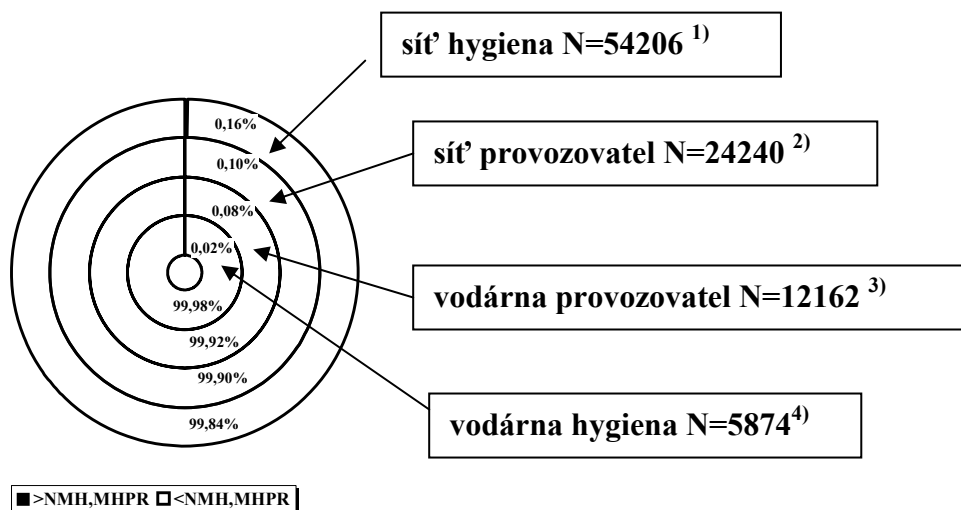 síť hygiena N=54206 1)
0,16%
síť provozovatel N=24240 2)
0,10%
0,08%
0,02%
vodárna provozovatel N=12162 3)
99,98%
99,92%
99,90%
99,84%
vodárna hygiena N=5874 4)
>NMH,MHPR <NMH,MHPR